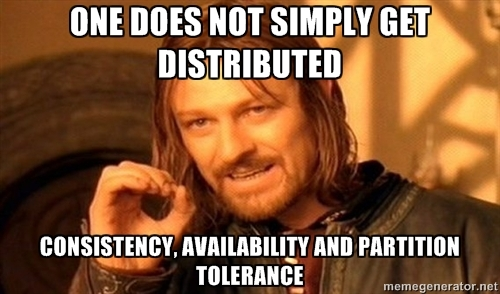 ONE DOES NOT SIMPLY GET
DISTRIBUTED
CONSISTENCY, AVAILABILITY AND PARTITION
TOLERANCE
memegenerator.net